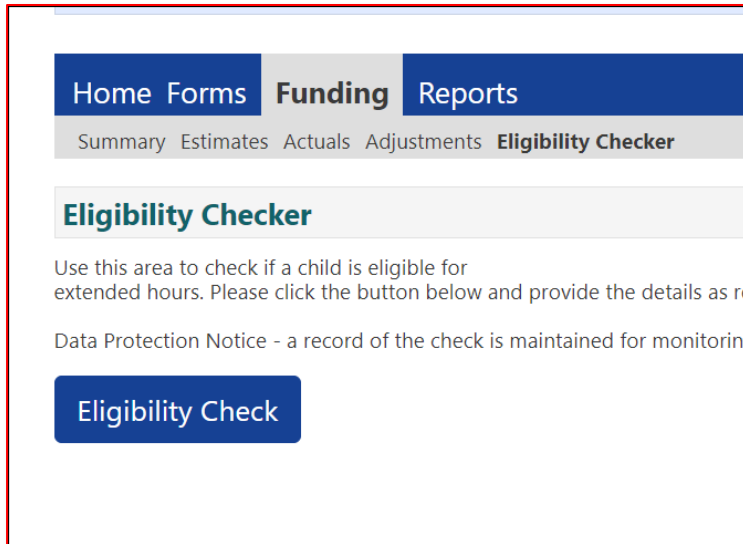 Home Forms Funding Reports
Summary Estimates Actuals Adjustments Eligibility Checker
Eligibility Checker
Use this area to check if a child is eligible for
extended hours. Please click the button below and provide the details as
Data Protection Notice - a record of the check is maintained for
Eligibility Check